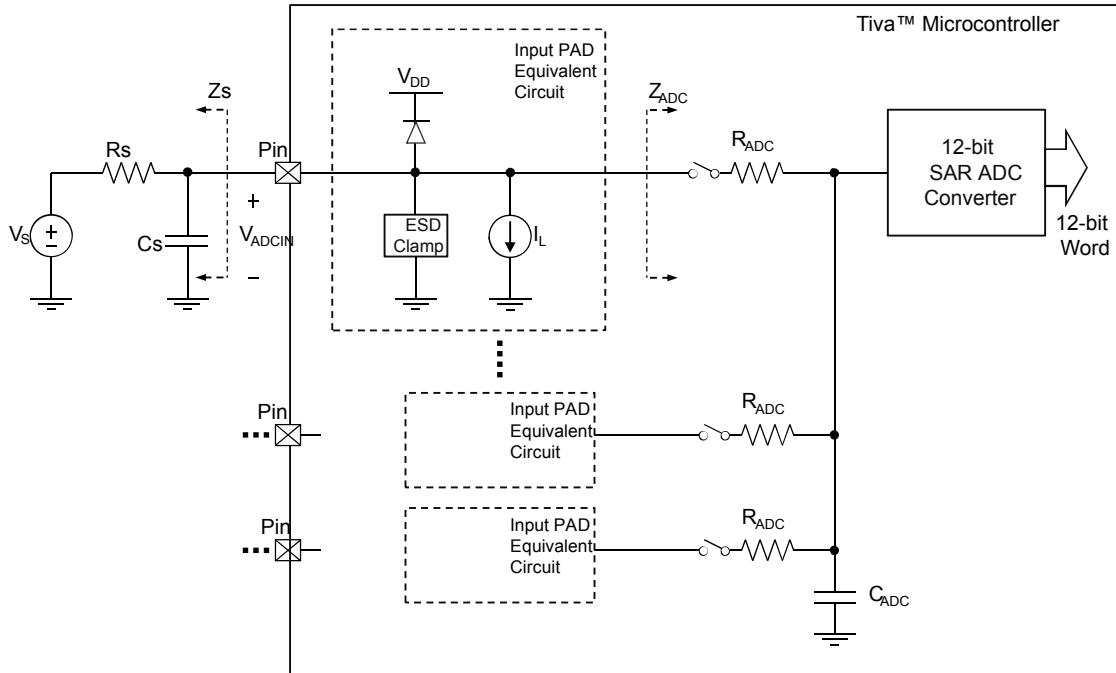 Tiva™ Microcontroller
Input PAD
Equivalent
Circuit
VDD
Zs
ZADC
Rs
Pin
RADC
12-bit
SAR ADC
Converter
+
VS
+
−
Cs
VADCIN
−
ESD
Clamp
IL
12-bit
Word
Pin
Input PAD
Equivalent
Circuit
RADC
Pin
Input PAD
Equivalent
Circuit
RADC
CADC